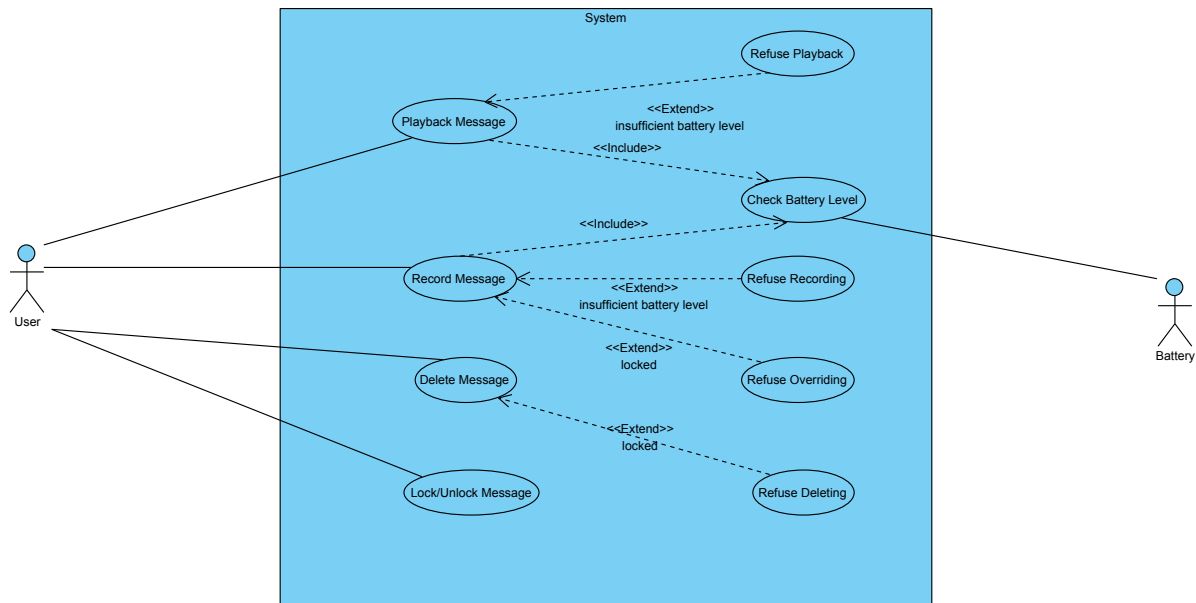 System
Refuse Playback
<<Extend>>
insufficient battery level
Playback Message
<<Include>>
Check Battery Level
<<Include>>
Record Message
Refuse Recording
<<Extend>>
insufficient battery level
User
Battery
<<Extend>>
locked
Delete Message
Refuse Overriding
<<Extend>>
locked
Lock/Unlock Message
Refuse Deleting